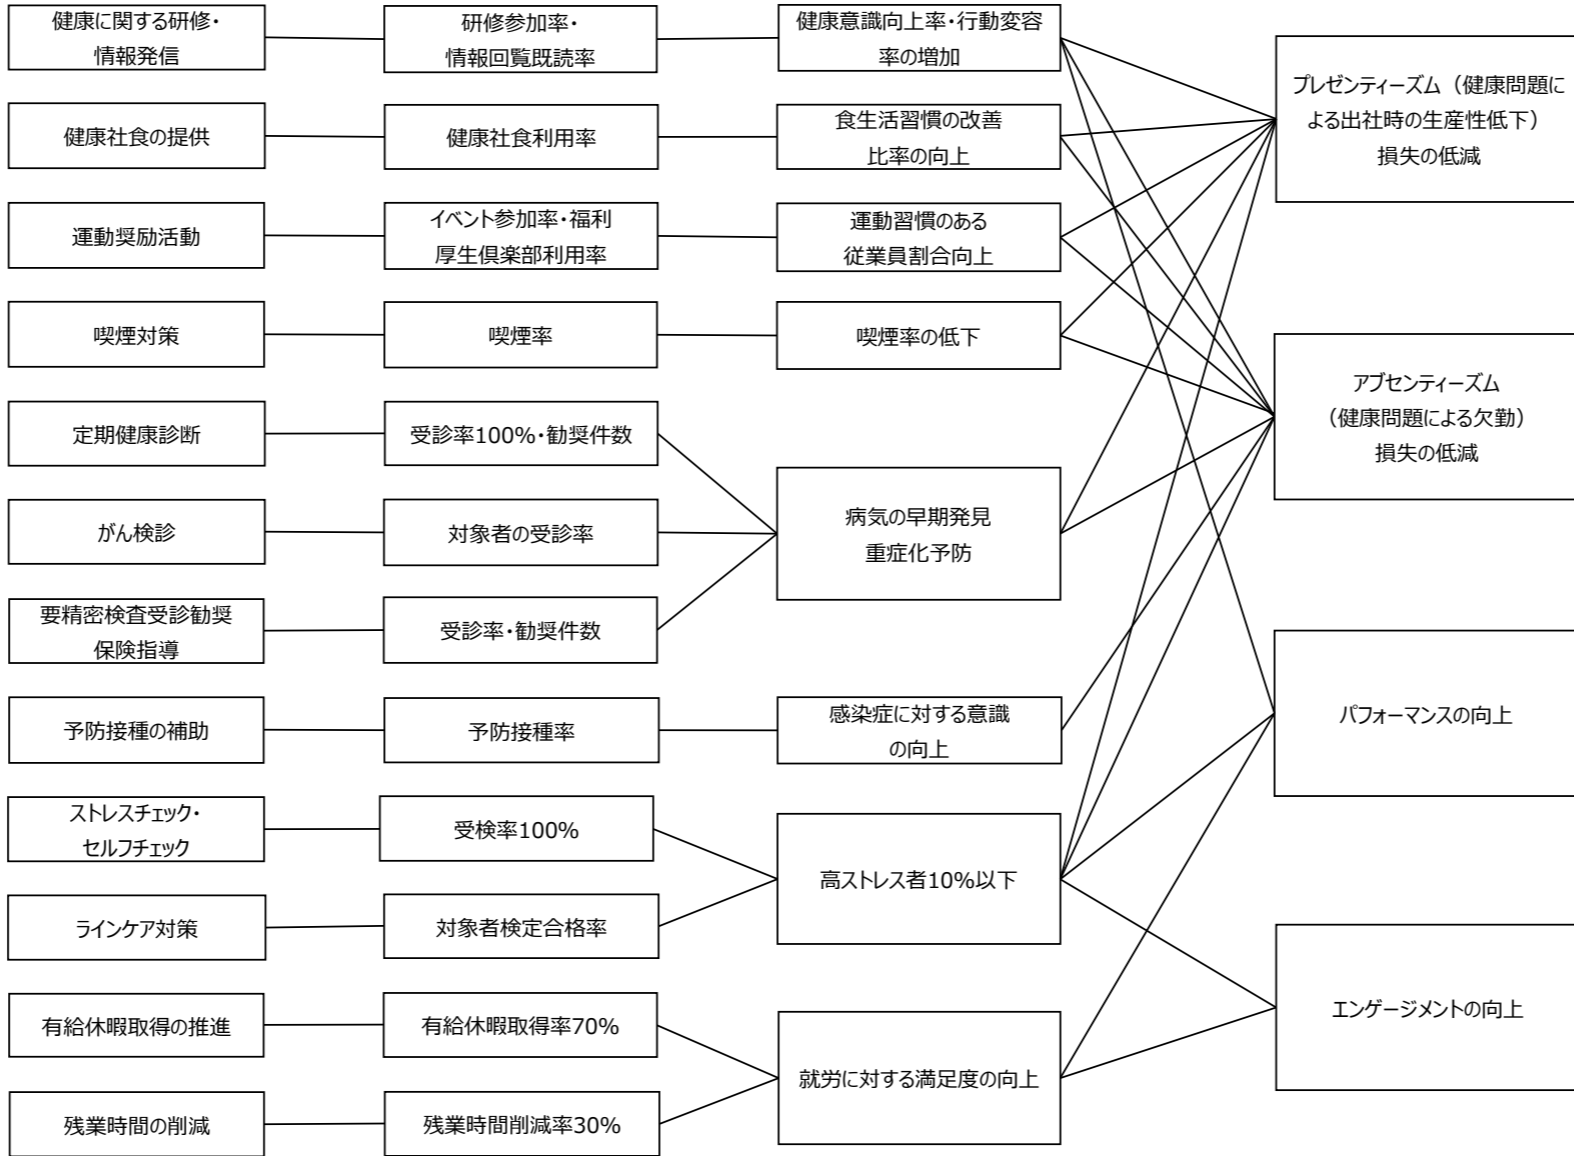 健康に関する研修・
情報発信
研修参加率・
情報回覧既読率
健康意識向上率・行動変容
率の増加
プレゼンティーズム（健康問題に
よる出社時の生産性低下）
損失の低減
健康社食の提供
健康社食利用率
食生活習慣の改善
比率の向上
運動奨励活動
イベント参加率・福利
厚生倶楽部利用率
運動習慣のある
従業員割合向上
喫煙対策
喫煙率
喫煙率の低下
アブセンティーズム
（健康問題による欠勤）
損失の低減
定期健康診断
受診率100%・勧奨件数
病気の早期発見
重症化予防
がん検診
対象者の受診率
要精密検査受診勧奨
保険指導
受診率・勧奨件数
予防接種の補助
予防接種率
感染症に対する意識
の向上
パフォーマンスの向上
ストレスチェック・
セルフチェック
受検率100%
高ストレス者10%以下
ラインケア対策
対象者検定合格率
有給休暇取得の推進
有給休暇取得率70%
就労に対する満足度の向上
エンゲージメントの向上
残業時間の削減
残業時間削減率30%